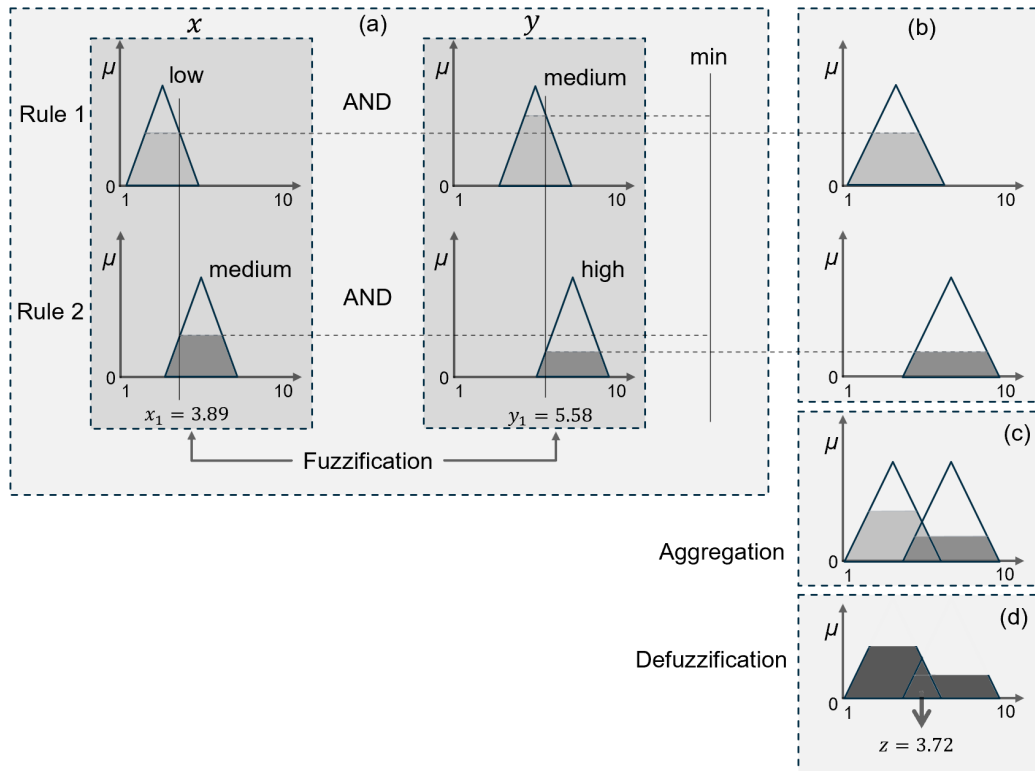 x (a) y (b)
min
μ low μ medium μ
Rule 1 AND
0 1 10 0 1 10 0 1 10
μ medium μ high μ
Rule 2 AND
0 1 10 0 1 10 0 1 10
x₁ = 3.89 y₁ = 5.58
Fuzzification
(c)
μ
Aggregation
0 1 10
(d)
μ
Defuzzification
0 1 10
z = 3.72